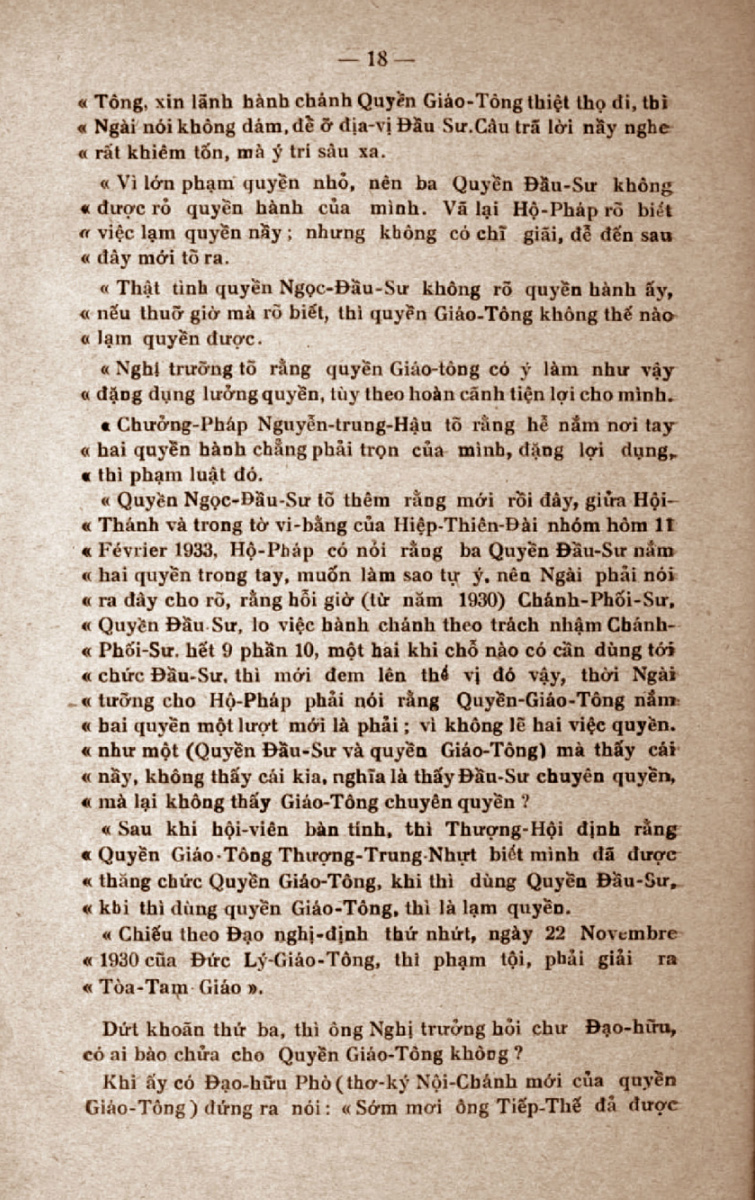 — 18 —
« Tông, xin lãnh hành chánh Quyền Giáo-Tông thiệt thọ đi, thì
« Ngài nói không dám, đề ỡ địa-vị Đầu Sư. Câu trã lời nầy nghe
« rất khiêm tốn, mà ý trí sâu xa.
« Vì lớn phạm quyền nhỏ, nên ba Quyền Đầu-Sư không
« được rỏ quyền hành của mình. Vã lại Hộ-Pháp rõ biết
« việc lạm quyền nầy ; nhưng không có chĩ giãi, đễ đến sau
« đây mới tõ ra.
« Thật tình quyền Ngọc-Đầu-Sư không rõ quyền hành ấy,
« nếu thuỡ giờ mà rõ biết, thì quyền Giáo-Tông không thế nào
« lạm quyền được.
« Nghị trưỡng tõ rằng quyền Giáo-tông có ý làm như vậy
« đặng dụng lưỡng quyền, tùy theo hoàn cãnh tiện lợi cho mình.
« Chưởng-Pháp Nguyễn-trung-Hậu tõ rằng hễ nắm nơi tay
« hai quyền hành chẳng phải trọn của mình, đặng lợi dụng,
« thì phạm luật đó.
« Quyền Ngọc-Đầu-Sư tõ thêm rằng mới rồi đây, giửa Hội-
« Thánh và trong tờ vi-bằng của Hiệp-Thiên-Đài nhóm hôm 11
« Février 1933, Hộ-Pháp có nói rằng ba Quyền Đầu-Sư nắm
« hai quyền trong tay, muốn làm sao tự ý, nên Ngài phải nói
« ra đây cho rõ, rằng hỗi giờ (từ năm 1930) Chánh-Phối-Sư,
« Quyền Đầu Sư, lo việc hành chánh theo trách nhậm Chánh-
« Phối-Sư. hết 9 phần 10, một hai khi chỗ nào có cần dùng tới
« chức Đầu-Sư. thì mới đem lên thế vị đó vậy, thời Ngài
« tưỡng cho Hộ-Pháp phải nói rằng Quyền-Giáo-Tông nắm
« hai quyền một lượt mới là phải ; vì không lẽ hai việc quyền.
« như một (Quyền Đầu-Sư và quyền Giáo-Tông) mà thấy cái
« nầy, không thấy cái kia, nghĩa là thấy Đầu-Sư chuyên quyền,
« mà lại không thấy Giáo-Tông chuyên quyền ?
« Sau khi hội-viên bàn tính, thì Thượng-Hội định rằng
« Quyền Giáo-Tông Thượng-Trung-Nhựt biết mình đã được
« thăng chức Quyền Giáo-Tông, khi thì dùng Quyền Đầu-Sư,
« khi thì dùng quyền Giáo-Tông, thì là lạm quyền.
« Chiếu theo Đạo nghị-định thứ nhứt, ngày 22 Novembre
« 1930 cũa Đức Lý-Giáo-Tông, thì phạm tội, phải giải ra
« Tòa-Tam Giáo ».
Dứt khoãn thứ ba, thì ông Nghị trưởng hỏi chư Đạo-hữu,
có ai bào chửa cho Quyền Giáo-Tông không ?
Khi ấy có Đạo-hữu Phò (thơ-ký Nội-Chánh mới của quyền
Giáo-Tông) đứng ra nói : « Sớm mơi ông Tiếp-Thế đả được